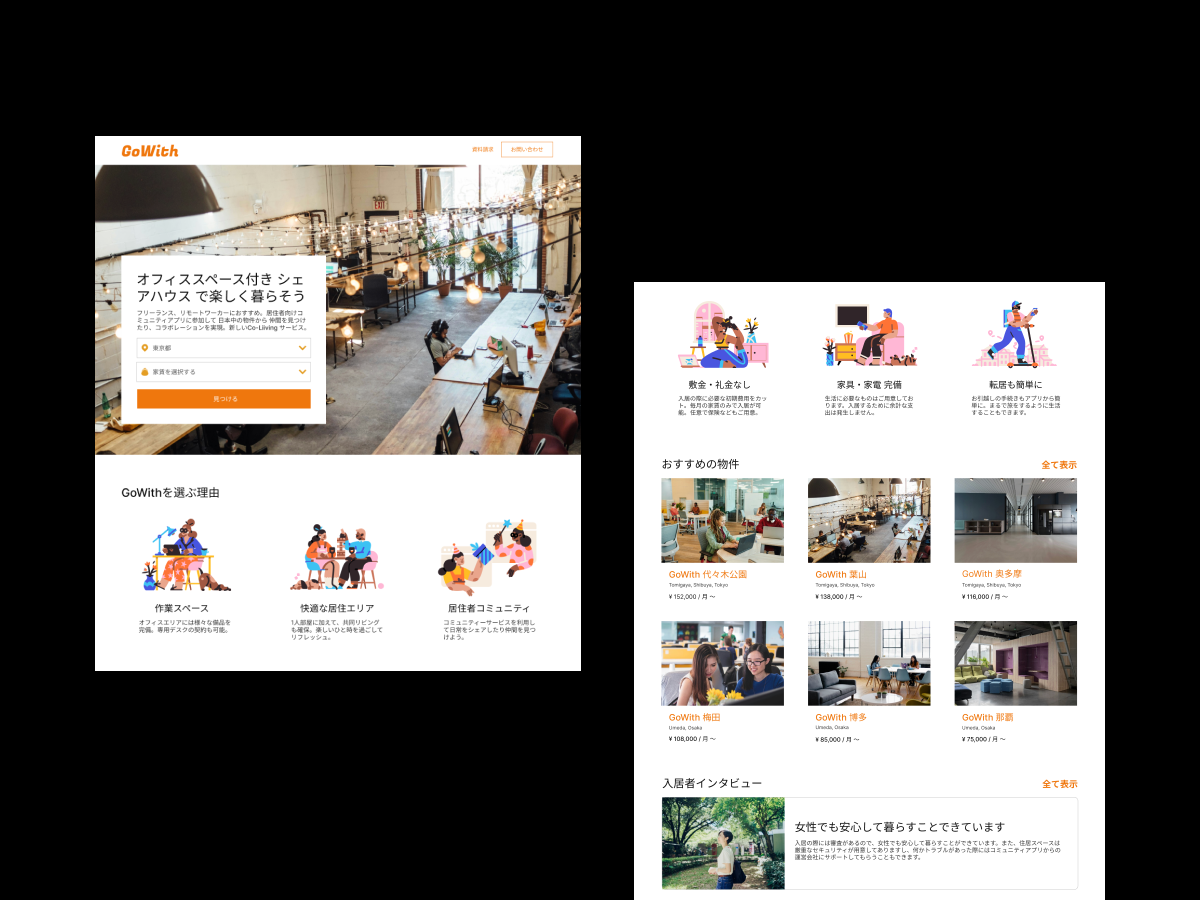 GoWith
資料請求
お問い合わせ
オフィススペース付き シェ
アハウス で楽しく暮らそう
フリーランス、リモートワーカーにおすすめ。居住者向けコ
ミュニティアプリに参加して 日本中の物件から 仲間を見つけ
たり、コラボレーションを実現。新しいCo-Liiving サービス。
東京都
家賃を選択する
見つける
GoWithを選ぶ理由
作業スペース
オフィスエリアには様々な備品を
完備。専用デスクの契約も可能。
快適な居住エリア
1人部屋に加えて、共同リビング
も確保。楽しいひと時を過ごして
リフレッシュ。
居住者コミュニティ
コミュニティーサービスを利用し
て日常をシェアしたり仲間を見つ
けよう。
敷金・礼金なし
入居の際に必要な初期費用をカッ
ト。毎月の家賃のみで入居が可
能。任意で保険などもご用意。
家具・家電 完備
生活に必要なものはご用意してお
ります。入居するために余計な支
出は発生しません。
転居も簡単に
お引越しの手続きもアプリから簡
単に。まるで旅をするように生活
することもできます。
おすすめの物件
全て表示
GoWith 代々木公園
Tomigaya, Shibuya, Tokyo
¥ 152,000 / 月 〜
GoWith 葉山
Tomigaya, Shibuya, Tokyo
¥ 138,000 / 月 〜
GoWith 奥多摩
Tomigaya, Shibuya, Tokyo
¥ 116,000 / 月 〜
GoWith 梅田
Umeda, Osaka
¥ 108,000 / 月 〜
GoWith 博多
Umeda, Osaka
¥ 85,000 / 月 〜
GoWith 那覇
Umeda, Osaka
¥ 75,000 / 月 〜
入居者インタビュー
全て表示
女性でも安心して暮らすことできています
入居の際には審査があるので、女性でも安心して暮らすことができています。また、住居スペースは
厳重なセキュリティが用意してありますし、何かトラブルがあった際にはコミュニティアプリからの
運営会社にサポートしてもらうこともできます。